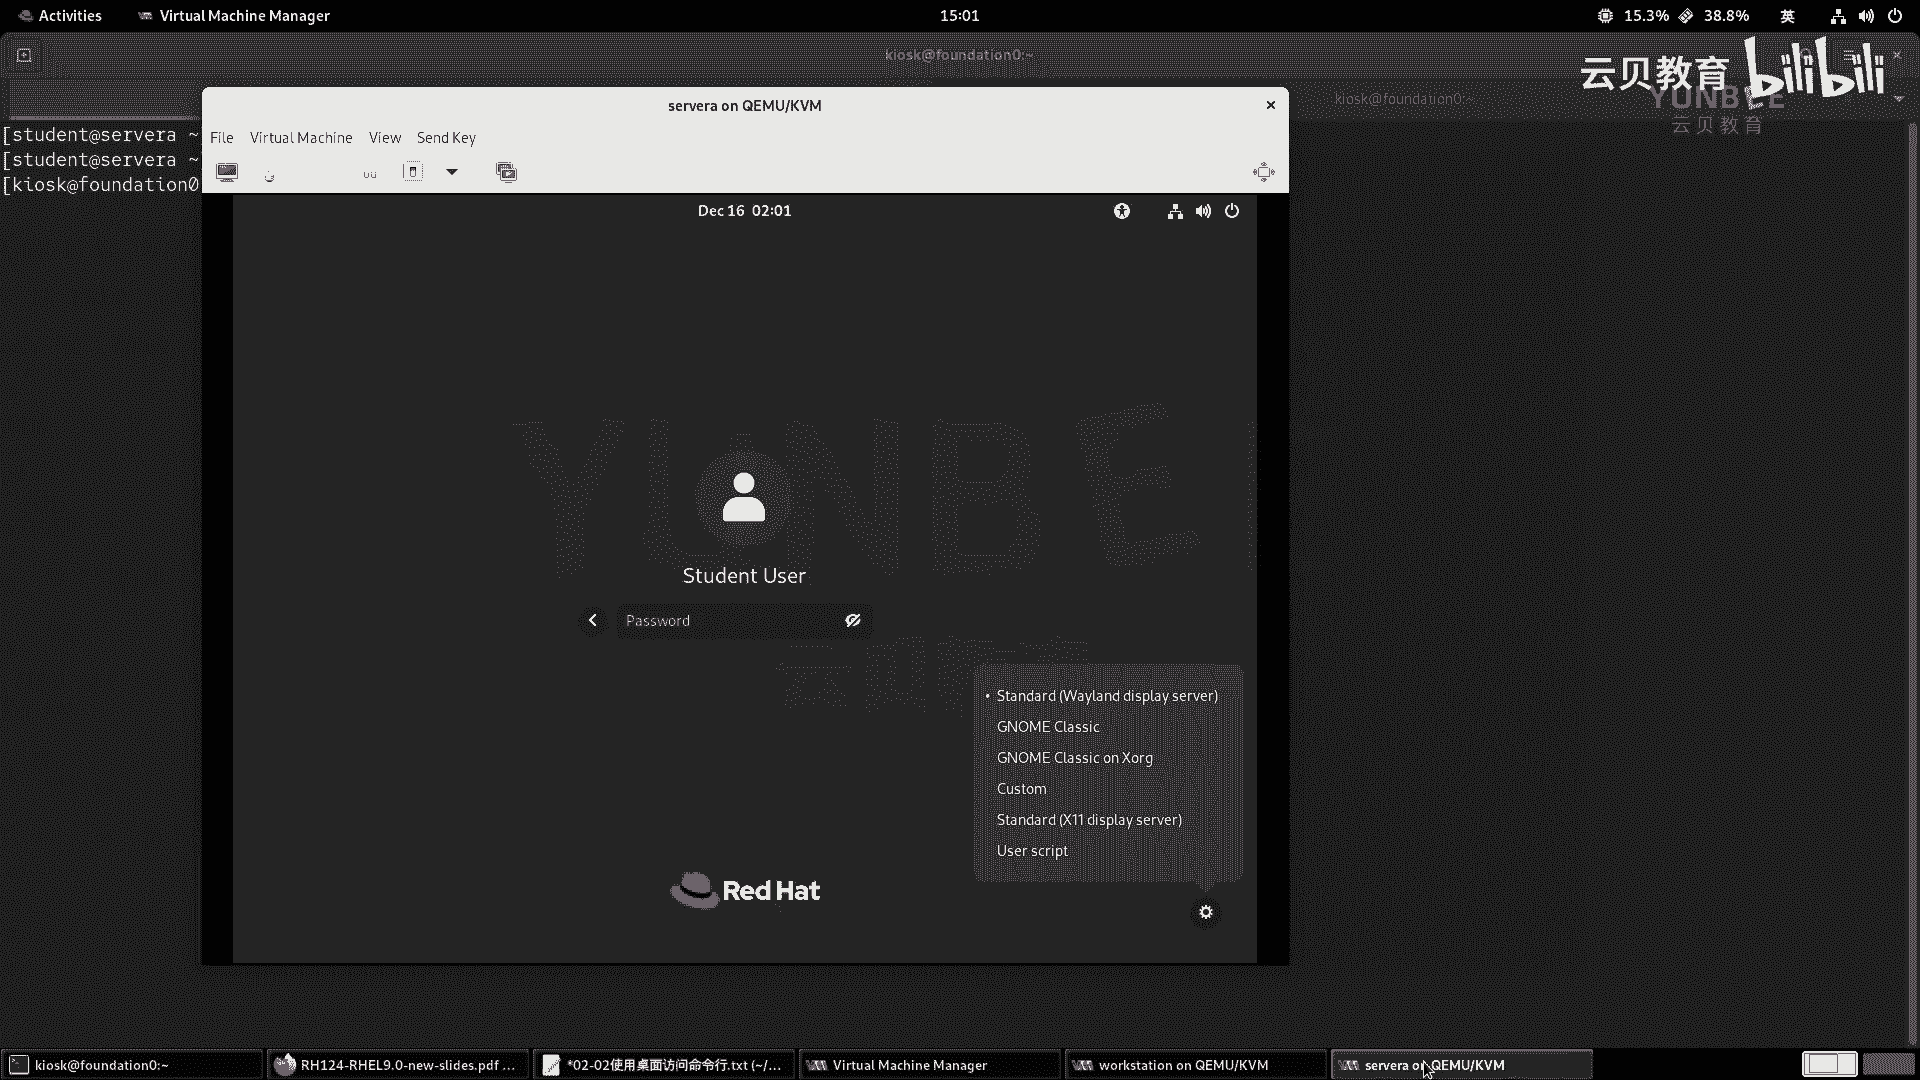 Activities
Virtual Machine Manager
15:01
15.3%
38.8%
英
kiosk@foundation0:~
云贝教育 bilibili
kiosk@foundation0:~
YUNBEE
云贝教育
servera on QEMU/KVM
[student@servera ~
[student@servera ~
[kiosk@foundation0
File
Virtual Machine
View
Send Key
Dec 16 02:01
YUNBE
Student User
Password
Standard (Wayland display server)
GNOME Classic
GNOME Classic on Xorg
Custom
Standard (X11 display server)
User script
Red Hat
kiosk@foundation0:~
RH124-RHEL9.0-new-slides.pdf ...
*02-02使用桌面访问命令行.txt (~/...
Virtual Machine Manager
workstation on QEMU/KVM
servera on QEMU/KVM